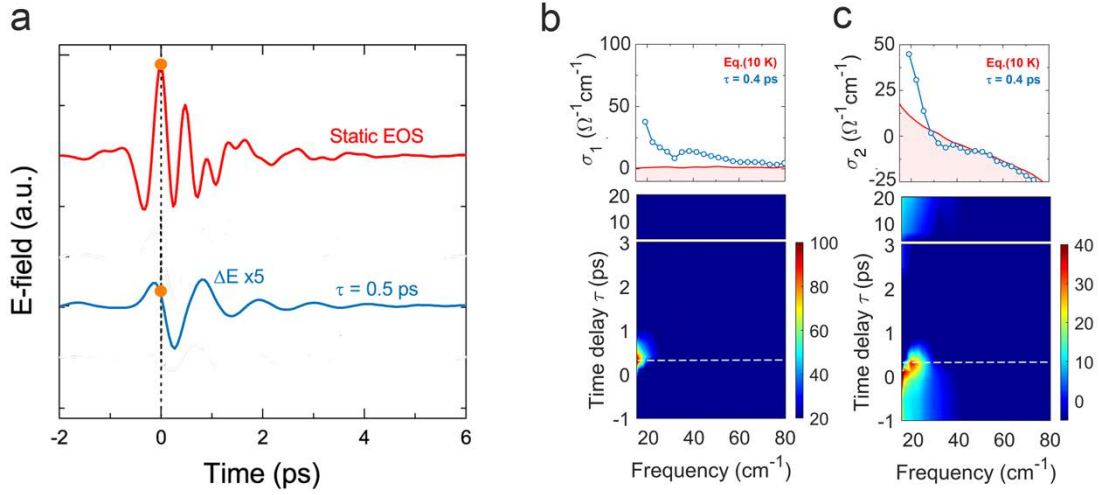 a
E-field (a.u.)
Static EOS
ΔE x5
τ = 0.5 ps
-2
0
2
4
6
Time (ps)
b
σ1 (Ω-1cm-1)
100
50
0
Eq.(10 K)
τ = 0.4 ps
Time delay τ (ps)
20
10
3
2
1
0
-1
20
40
60
80
Frequency (cm-1)
100
80
60
40
20
c
σ2 (Ω-1cm-1)
50
25
0
-25
Eq.(10 K)
τ = 0.4 ps
Time delay τ (ps)
20
10
3
2
1
0
-1
20
40
60
80
Frequency (cm-1)
40
30
20
10
0